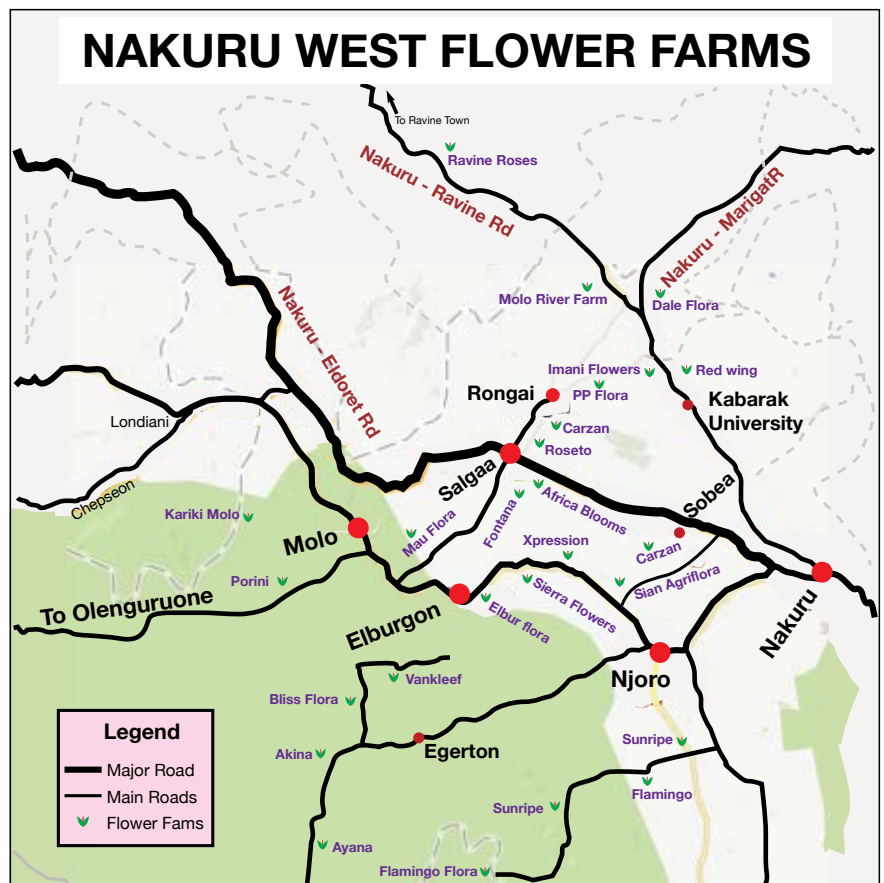 NAKURU WEST FLOWER FARMS
To Ravine Town
Ravine Roses
Nakuru - Ravine Rd
Nakuru - MarigatR
Molo River Farm
Dale Flora
Nakuru - Eldoret Rd
Imani Flowers
Red wing
Rongai
PP Flora
Kabarak
University
Londiani
Carzan
Roseto
Salgaa
Chepseon
Africa Blooms
Sobea
Kariki Molo
Fontana
Mau Flora
Molo
Xpression
Carzan
Porini
Sian Agriflora
To Olenguruone
Sierra Flowers
Elbur flora
Elburgon
Nakuru
Njoro
Vankleef
Bliss Flora
Egerton
Sunripe
Akina
Flamingo
Sunripe
Ayana
Flamingo Flora
Legend
Major Road
Main Roads
Flower Fams